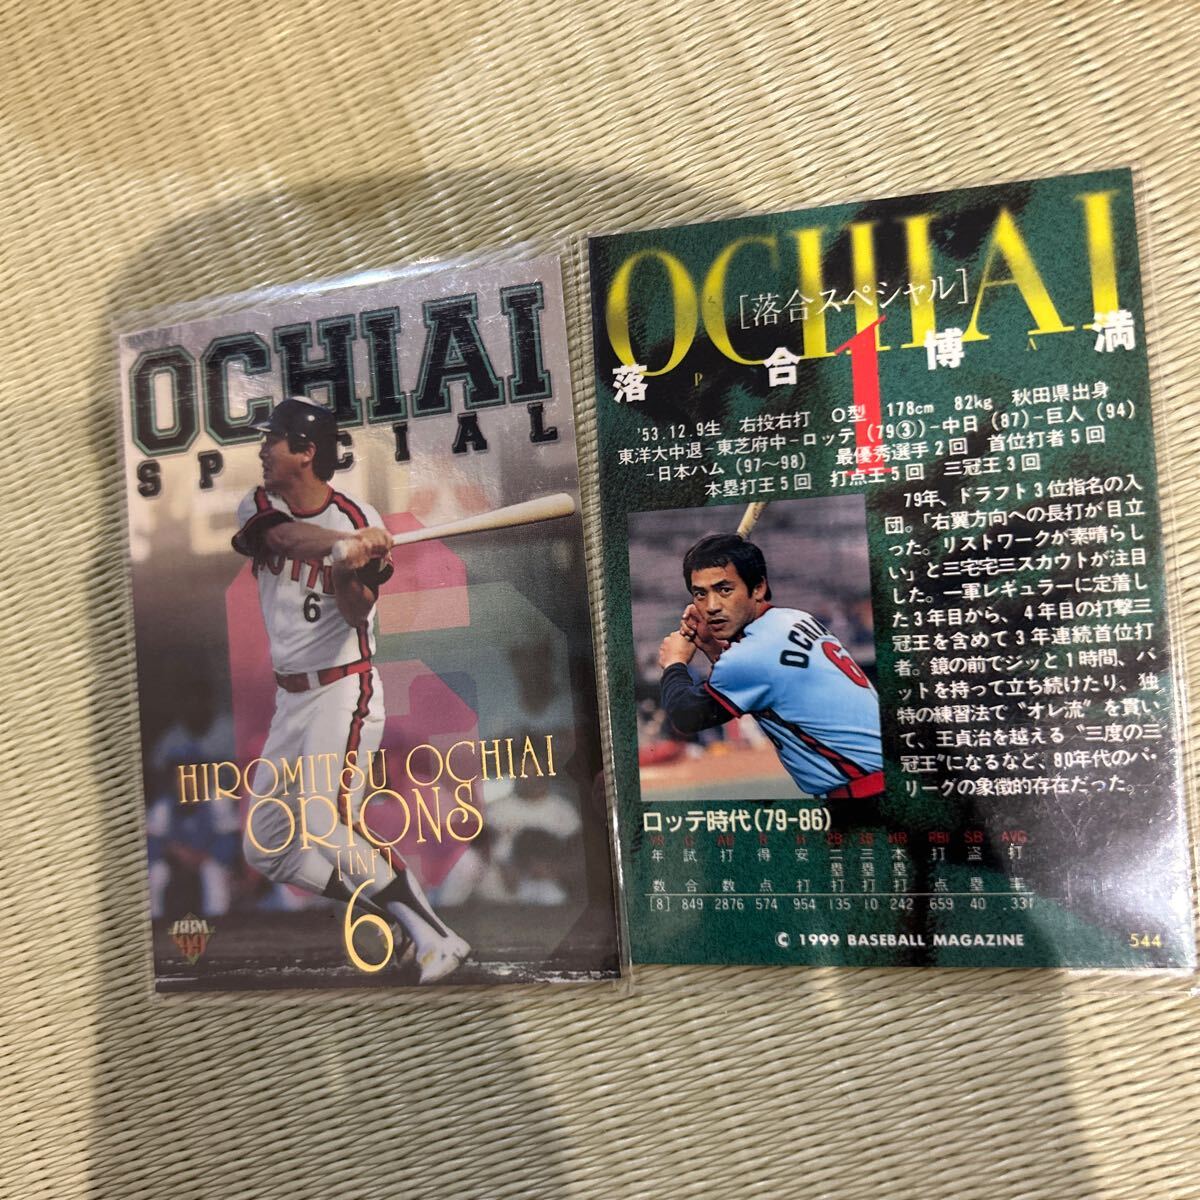 OCHIAI
SPECIAL
LOTTE
6
HIROMITSU OCHIAI
ORIONS
[INF]
6
BBM
'99
OCHIAI
[落合スペシャル]
1
落合博満
'53.12.9生 右投右打 O型 178cm 82kg 秋田県出身
東洋大中退−東芝府中−ロッテ(79③)−中日(87)−巨人(94)
−日本ハム(97〜98) 最優秀選手2回 首位打者5回
本塁打王5回 打点王5回 三冠王3回
79年、ドラフト3位指名の入
団。「右翼方向への長打が目立
った。リストワークが素晴らし
い」と三宅宅三スカウトが注目
した。一軍レギュラーに定着し
た3年目から、4年目の打撃三
冠王を含めて3年連続首位打
者。鏡の前でジッと1時間、バ
ットを持って立ち続けたり、独
特の練習法で〝オレ流〟を貫い
て、王貞治を越える〝三度の三
冠王〟になるなど、80年代のパ・
リーグの象徴的存在だった。
OCHIAI
6
ロッテ時代(79-86)
YR G AB R H 2B 3B HR RBI SB AVG
年数 試合 打数 得点 安打 二塁打 三塁打 本塁打 打点 盗塁 打率
[8] 849 2876 574 954 135 10 242 659 40 .331
© 1999 BASEBALL MAGAZINE
544